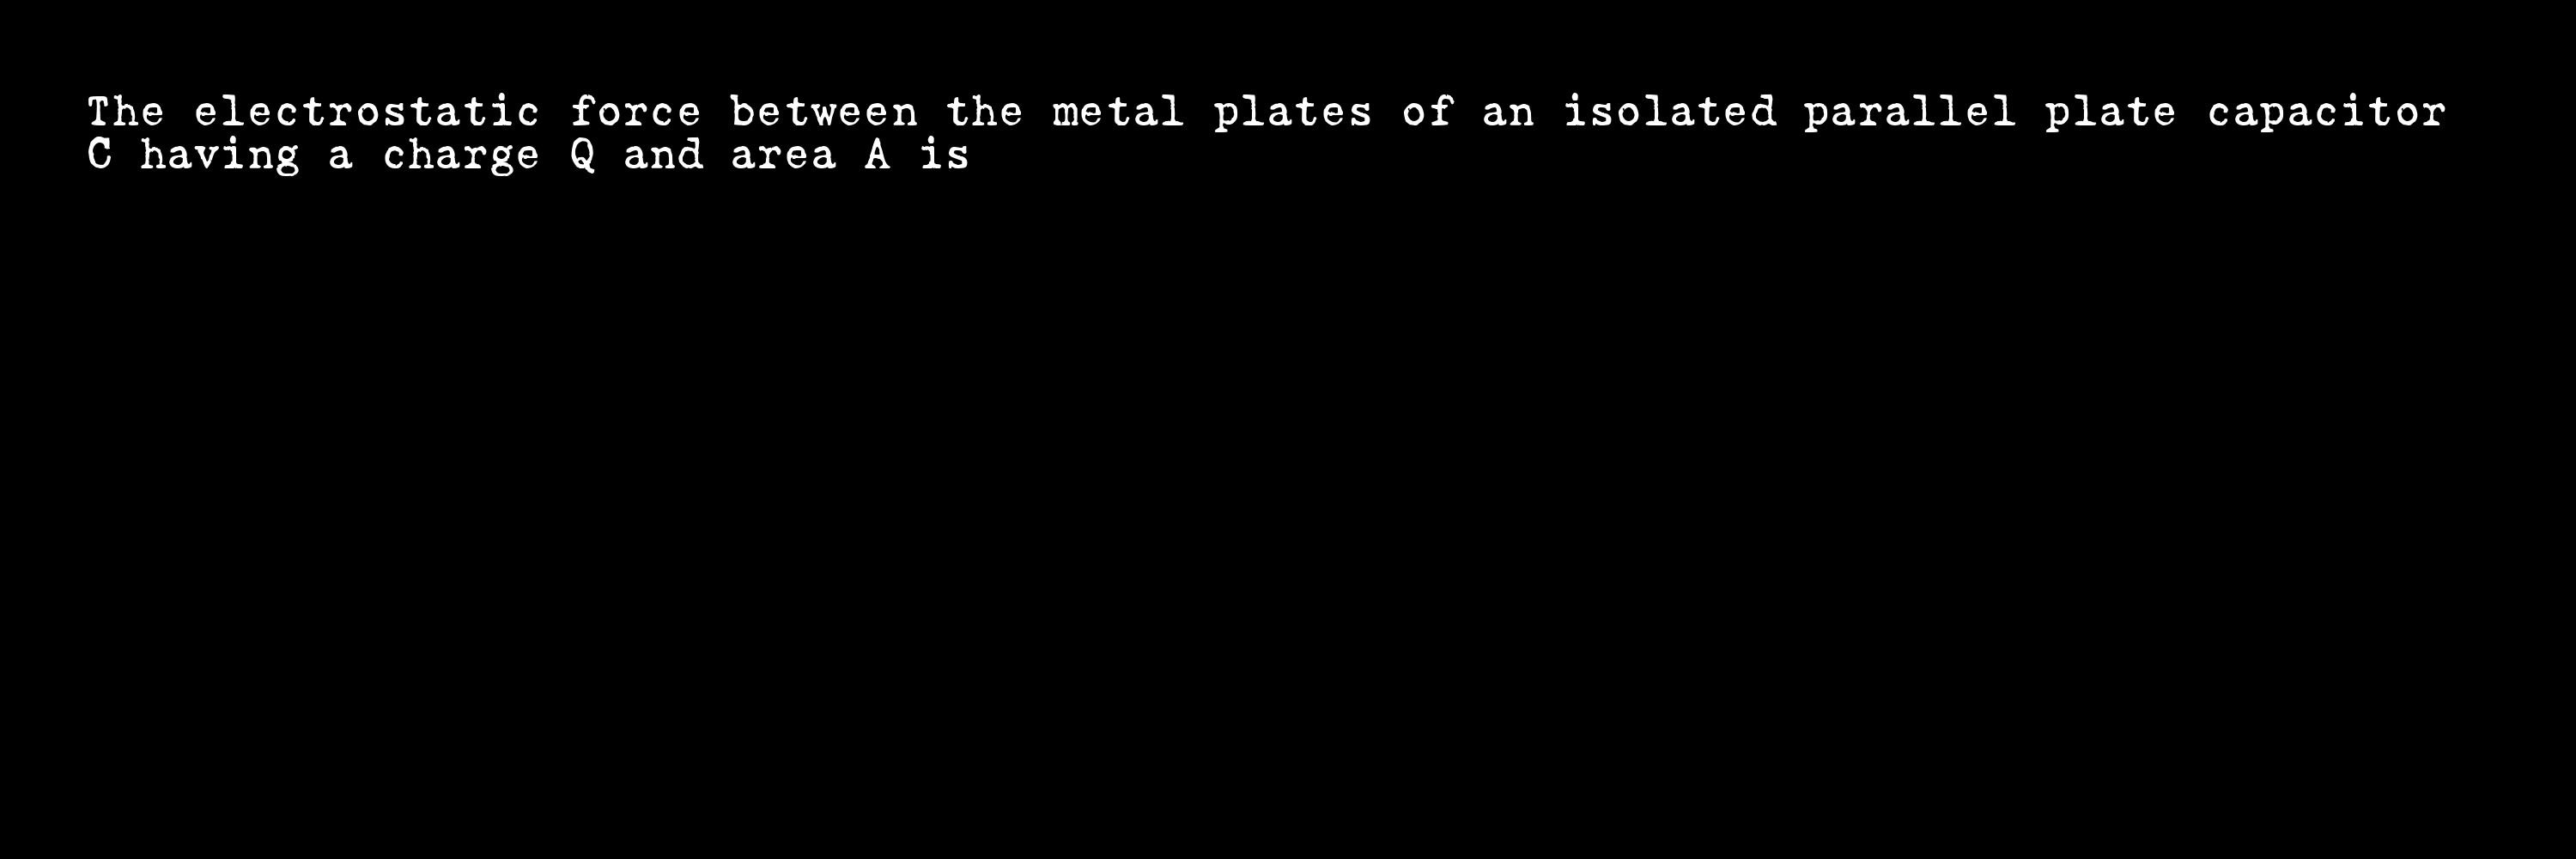 The electrostatic force between the metal plates of an isolated parallel plate capacitor
C having a charge Q and area A is